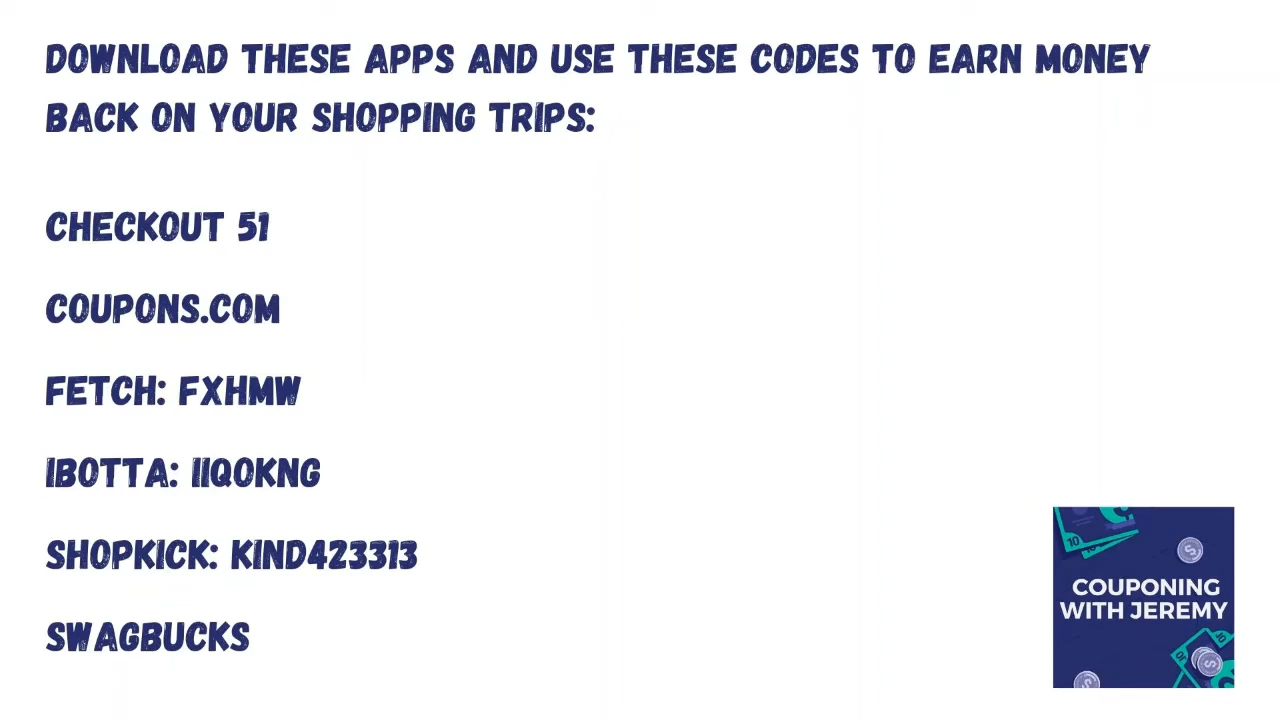 DOWNLOAD THESE APPS AND USE THESE CODES TO EARN MONEY
BACK ON YOUR SHOPPING TRIPS:
CHECKOUT 51
COUPONS.COM
FETCH: FXHMW
IBOTTA: IIQOKNG
SHOPKICK: KIND423313
SWAGBUCKS
COUPONING
WITH JEREMY